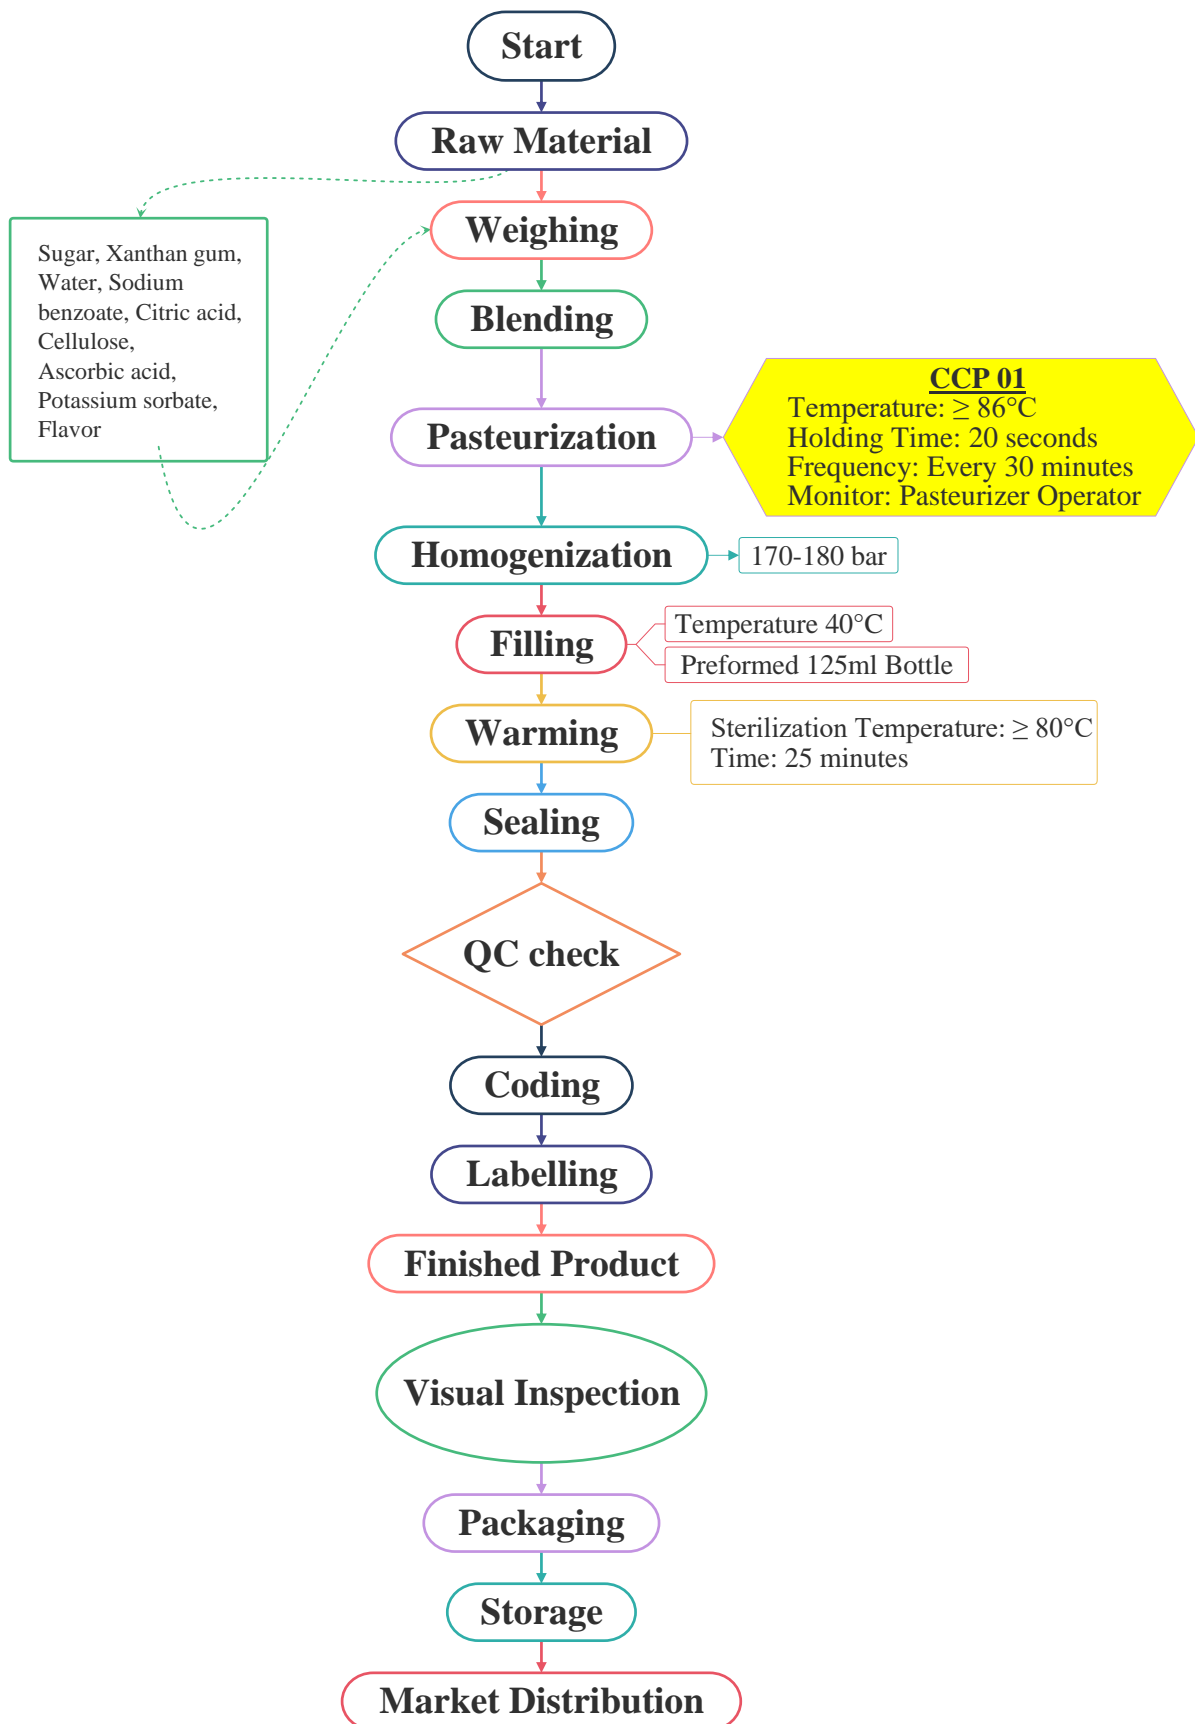 Start
Raw Material
Sugar, Xanthan gum,
Water, Sodium
benzoate, Citric acid,
Cellulose,
Ascorbic acid,
Potassium sorbate,
Flavor
Weighing
Blending
Pasteurization
CCP 01
Temperature: ≥ 86°C
Holding Time: 20 seconds
Frequency: Every 30 minutes
Monitor: Pasteurizer Operator
Homogenization
170-180 bar
Filling
Temperature 40°C
Preformed 125ml Bottle
Warming
Sterilization Temperature: ≥ 80°C
Time: 25 minutes
Sealing
QC check
Coding
Labelling
Finished Product
Visual Inspection
Packaging
Storage
Market Distribution